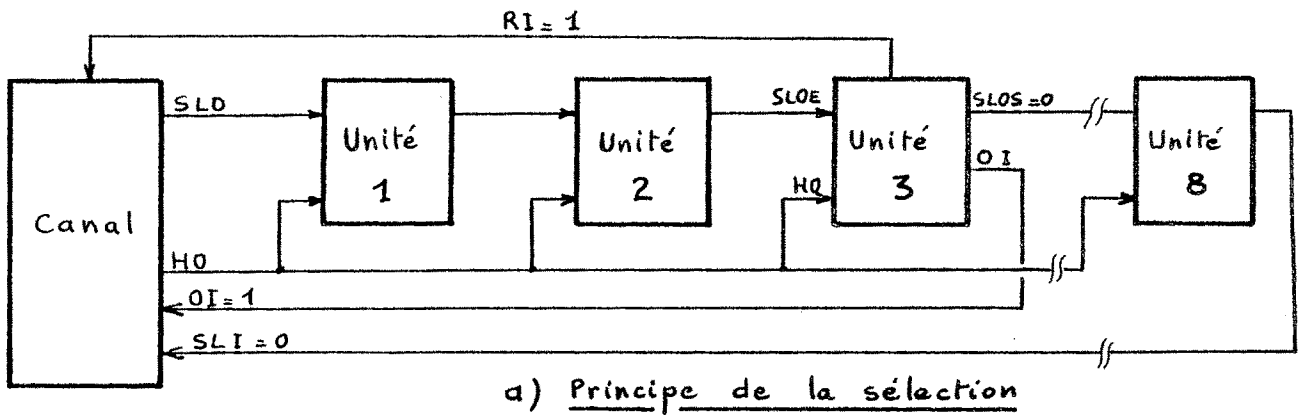 RI = 1
SLO
SLOE
SLOS=0
Unité
1
Unité
2
Unité
3
Unité
8
HO
OI
Canal
HO
OI=1
SLI=0
a) Principe de la sélection